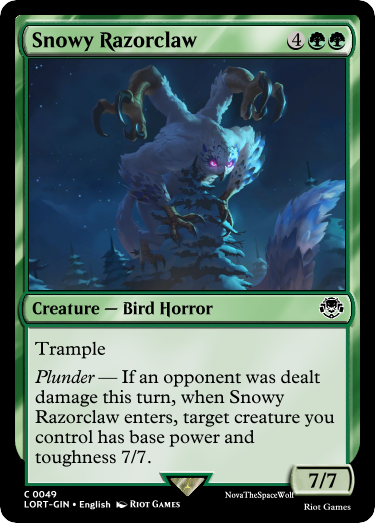 Snowy Razorclaw 4
Creature — Bird Horror
Trample
Plunder — If an opponent was dealt
damage this turn, when Snowy
Razorclaw enters, target creature you
control has base power and
toughness 7/7.
7/7
C 0049
LORT-GIN • English Riot Games
NovaTheSpaceWolf
Riot Games